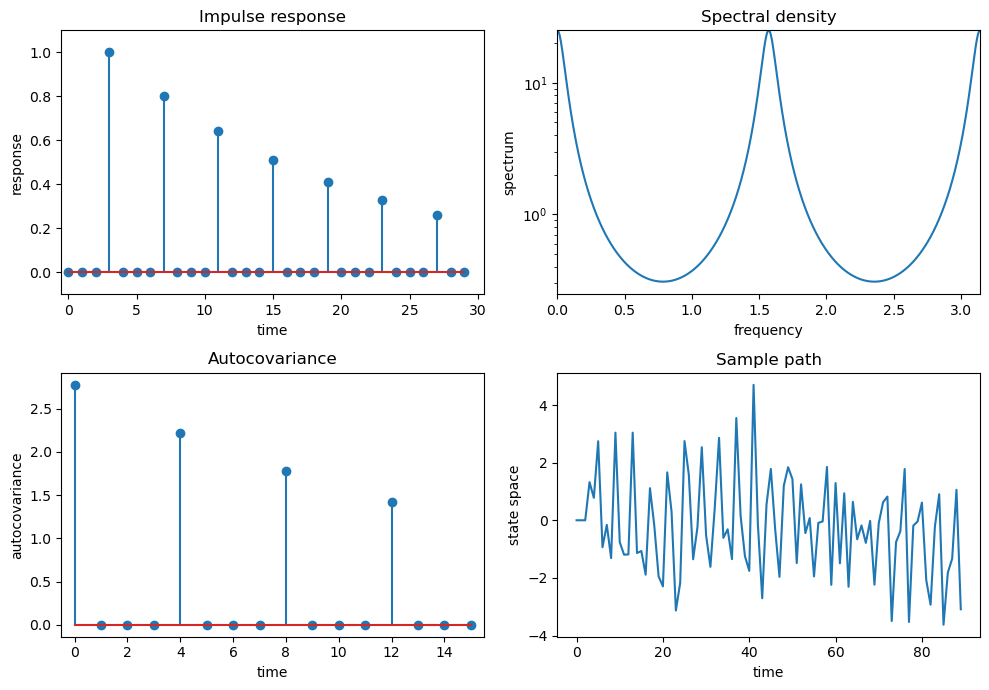 Impulse response
1.0
0.8
0.6
0.4
0.2
0.0
response
0 5 10 15 20 25 30
time
Spectral density
10^1
10^0
spectrum
0.0 0.5 1.0 1.5 2.0 2.5 3.0
frequency
Autocovariance
2.5
2.0
1.5
1.0
0.5
0.0
autocovariance
0 2 4 6 8 10 12 14
time
Sample path
4
2
0
−2
−4
state space
0 20 40 60 80
time